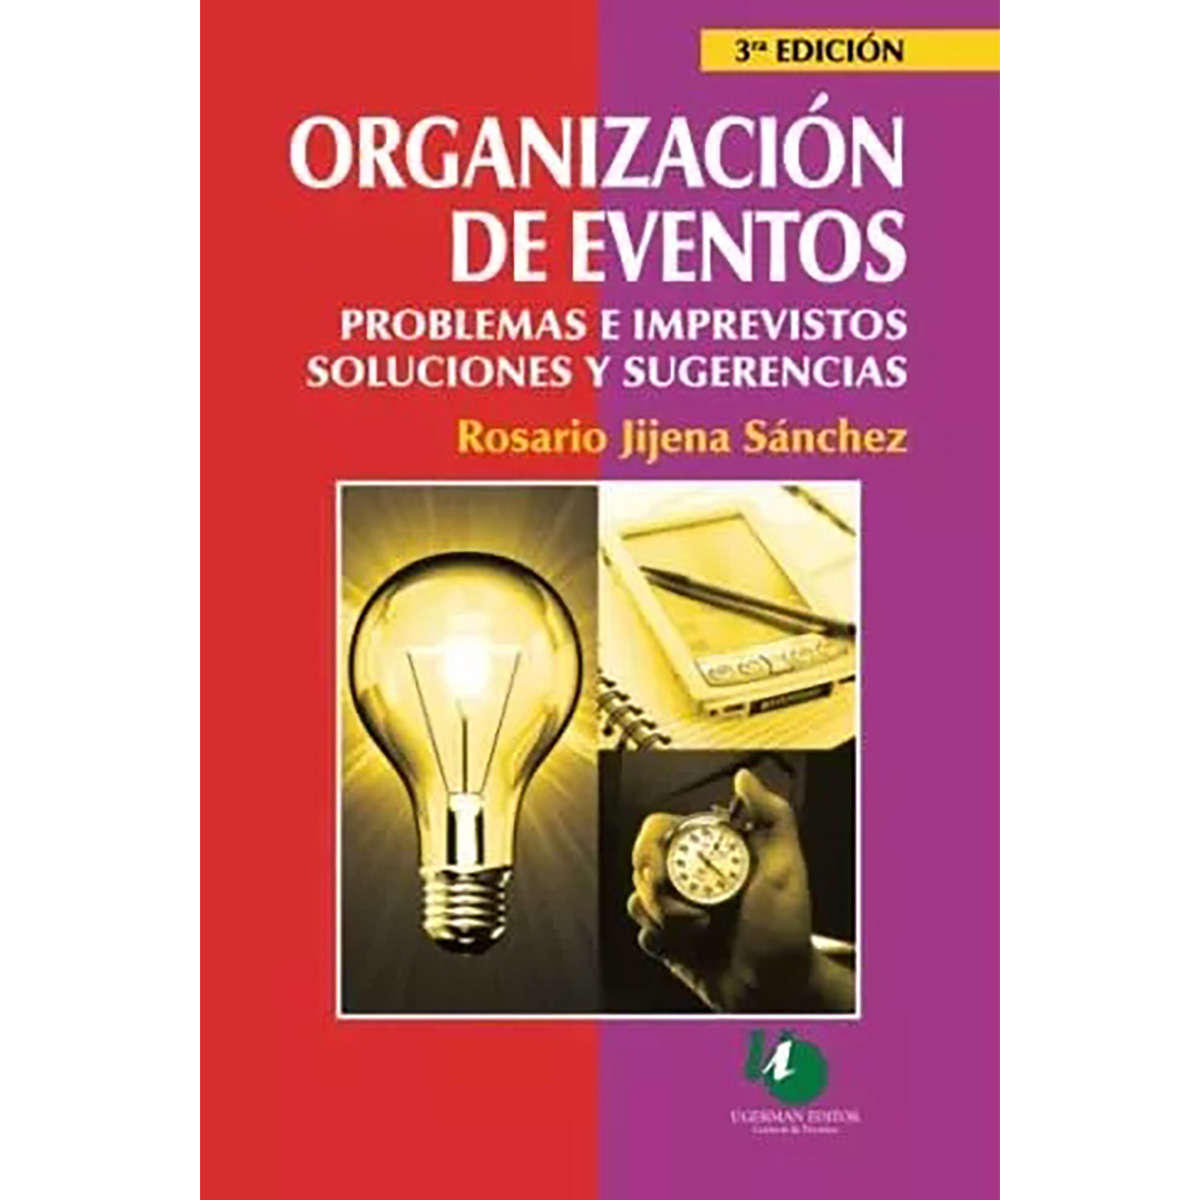 3ra EDICIÓN
ORGANIZACIÓN
DE EVENTOS
PROBLEMAS E IMPREVISTOS
SOLUCIONES Y SUGERENCIAS
Rosario Jijena Sánchez
UGERMAN EDITOR